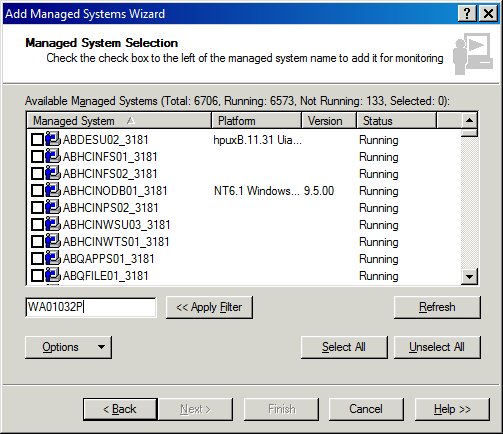 Add Managed Systems Wizard
Managed System Selection
Check the check box to the left of the managed system name to add it for monitoring
Available Managed Systems (Total: 6706, Running: 6573, Not Running: 133, Selected: 0):
Managed System Platform Version Status
ABDESU02_3181 hpuxB.11.31 Uia... Running
ABHCINFS01_3181 Running
ABHCINFS02_3181 Running
ABHCINODB01_3181 NT6.1 Windows... 9.5.00 Running
ABHCINPS02_3181 Running
ABHCINWSU03_3181 Running
ABHCINWTS01_3181 Running
ABQAPPS01_3181 Running
ABQFILE01_3181 Running
WA01032P << Apply Filter Refresh
Options Select All Unselect All
< Back Next > Finish Cancel Help >>